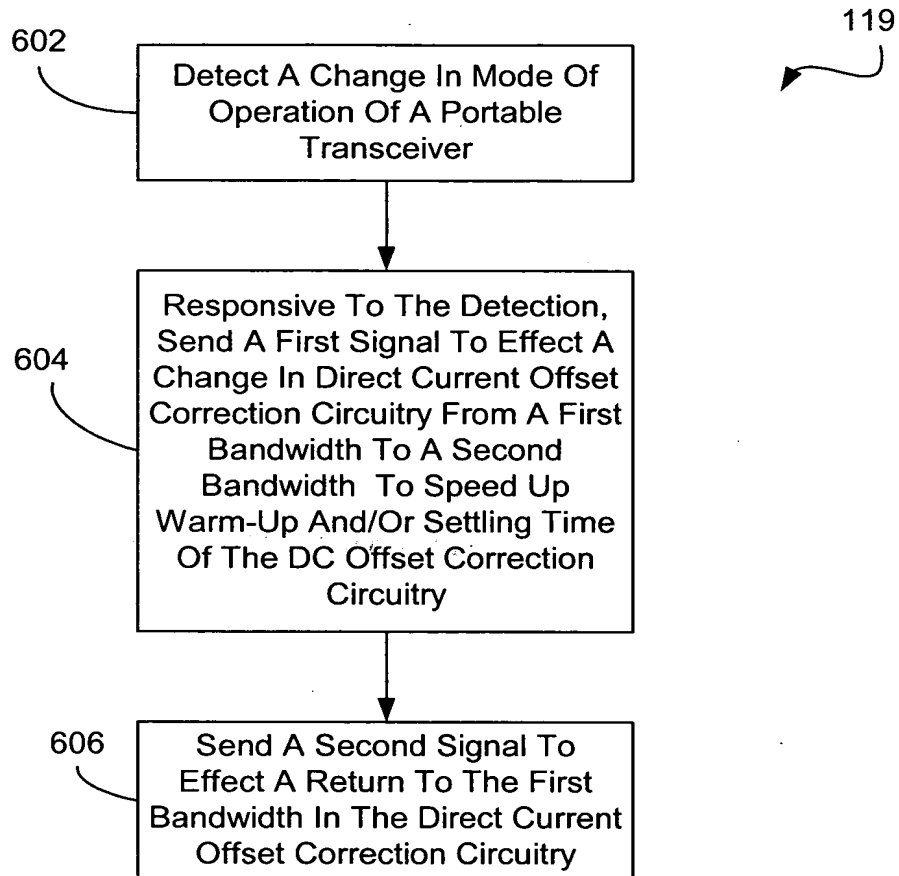 119
602
Detect A Change In Mode Of
Operation Of A Portable
Transceiver
604
Responsive To The Detection,
Send A First Signal To Effect A
Change In Direct Current Offset
Correction Circuitry From A First
Bandwidth To A Second
Bandwidth To Speed Up
Warm-Up And/Or Settling Time
Of The DC Offset Correction
Circuitry
606
Send A Second Signal To
Effect A Return To The First
Bandwidth In The Direct Current
Offset Correction Circuitry